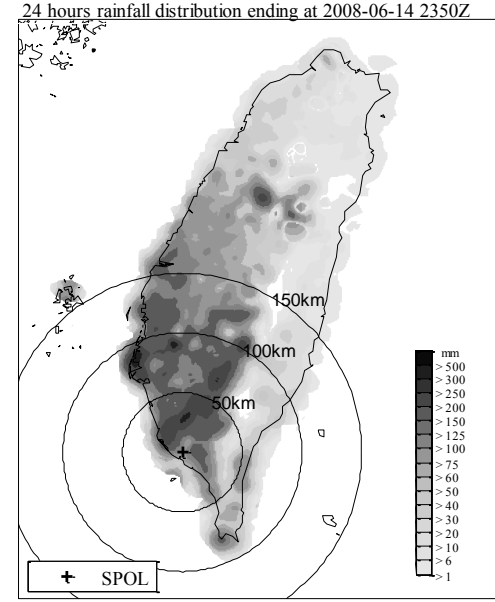 24 hours rainfall distribution ending at 2008-06-14 2350Z
150km
100km
50km
mm
>500
>300
>250
>200
>150
>125
>100
>75
>60
>50
>40
>30
>20
>10
>6
>1
+ SPOL